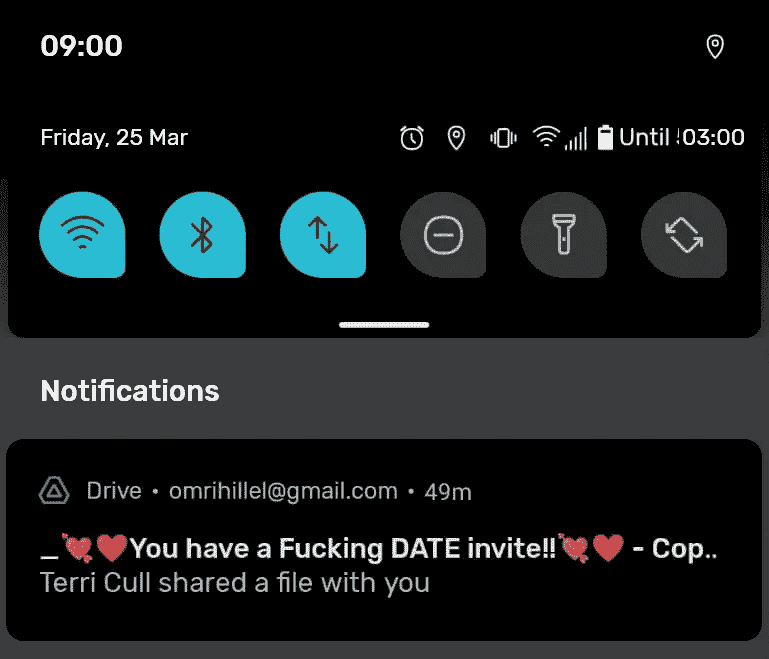 09:00
Friday, 25 Mar
Until 03:00
Notifications
Drive • omrihillel@gmail.com • 49m
_💘❤️You have a Fucking DATE invite!!💘❤️ - Cop..
Terri Cull shared a file with you